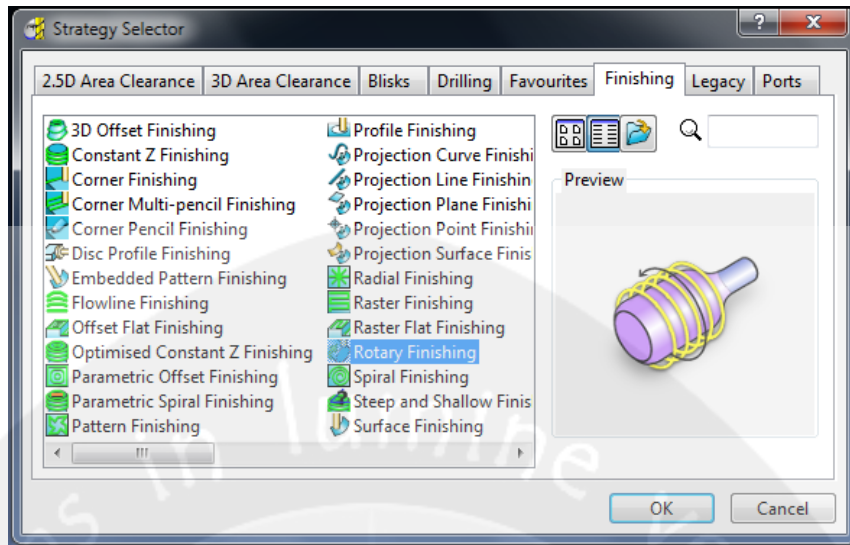 Strategy Selector
2.5D Area Clearance 3D Area Clearance Blisks Drilling Favourites Finishing Legacy Ports
3D Offset Finishing
Constant Z Finishing
Corner Finishing
Corner Multi-pencil Finishing
Corner Pencil Finishing
Disc Profile Finishing
Embedded Pattern Finishing
Flowline Finishing
Offset Flat Finishing
Optimised Constant Z Finishing
Parametric Offset Finishing
Parametric Spiral Finishing
Pattern Finishing
Profile Finishing
Projection Curve Finishi
Projection Line Finishin
Projection Plane Finishi
Projection Point Finishin
Projection Surface Finis
Radial Finishing
Raster Finishing
Raster Flat Finishing
Rotary Finishing
Spiral Finishing
Steep and Shallow Finis
Surface Finishing
Preview
OK Cancel
in lumine